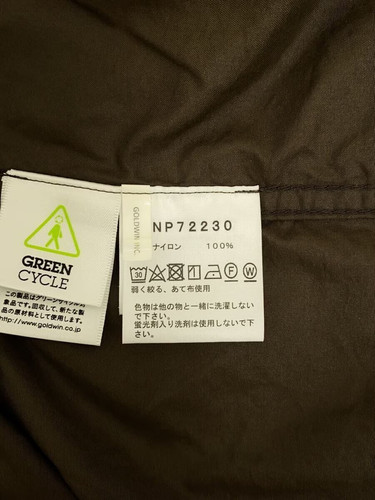 GREEN
CYCLE
この製品はグリーンサイクル対
象品です。回収して、新たな製
品の原材料として使用します。
http://www.goldwin.co.jp
GOLDWIN INC.
NP72230
ナイロン 100%
30
F
W
弱く絞る、あて布使用
色物は他の物と一緒に洗濯しない
で下さい。
蛍光剤入り洗剤は使用しないで下
さい。